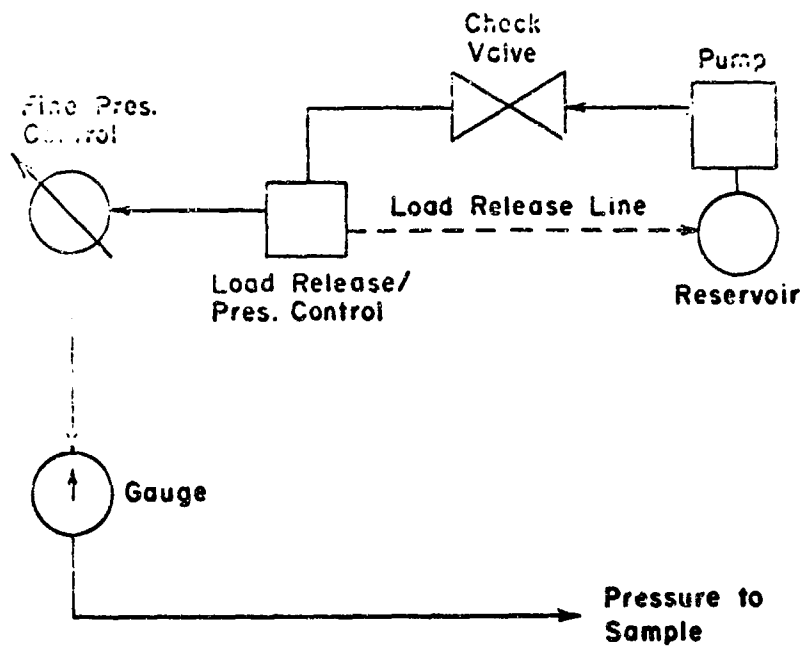 Check
Valve
Pump
Fine Pres.
Control
Load Release Line
Load Release/
Pres. Control
Reservoir
Gauge
Pressure to
Sample